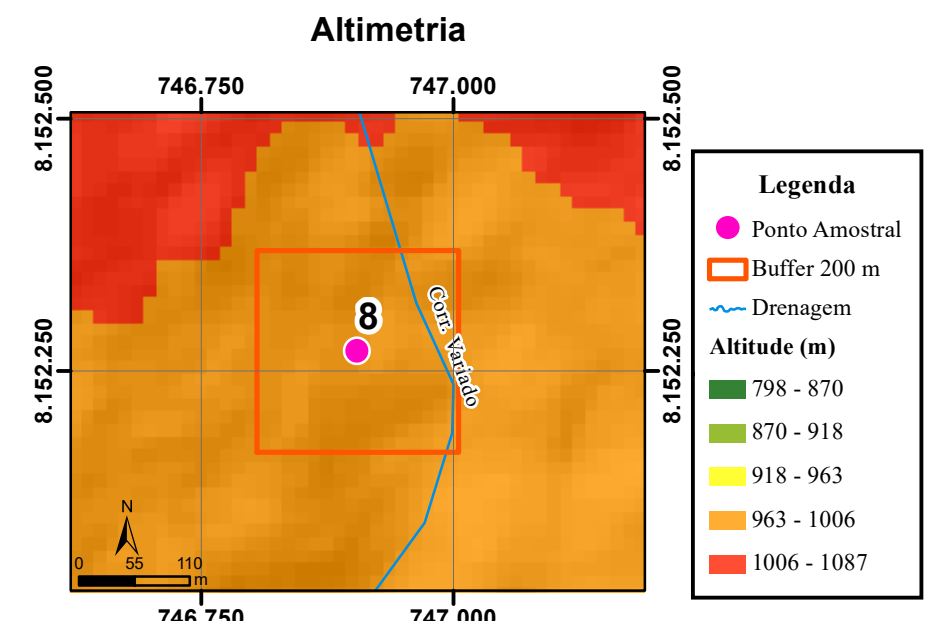 Altimetria
746.750
747.000
8.152.500
8.152.500
8.152.250
8.152.250
8
Corr. Variado
N
0 55 110
m
746.750
747.000
Legenda
Ponto Amostral
Buffer 200 m
Drenagem
Altitude (m)
798 - 870
870 - 918
918 - 963
963 - 1006
1006 - 1087